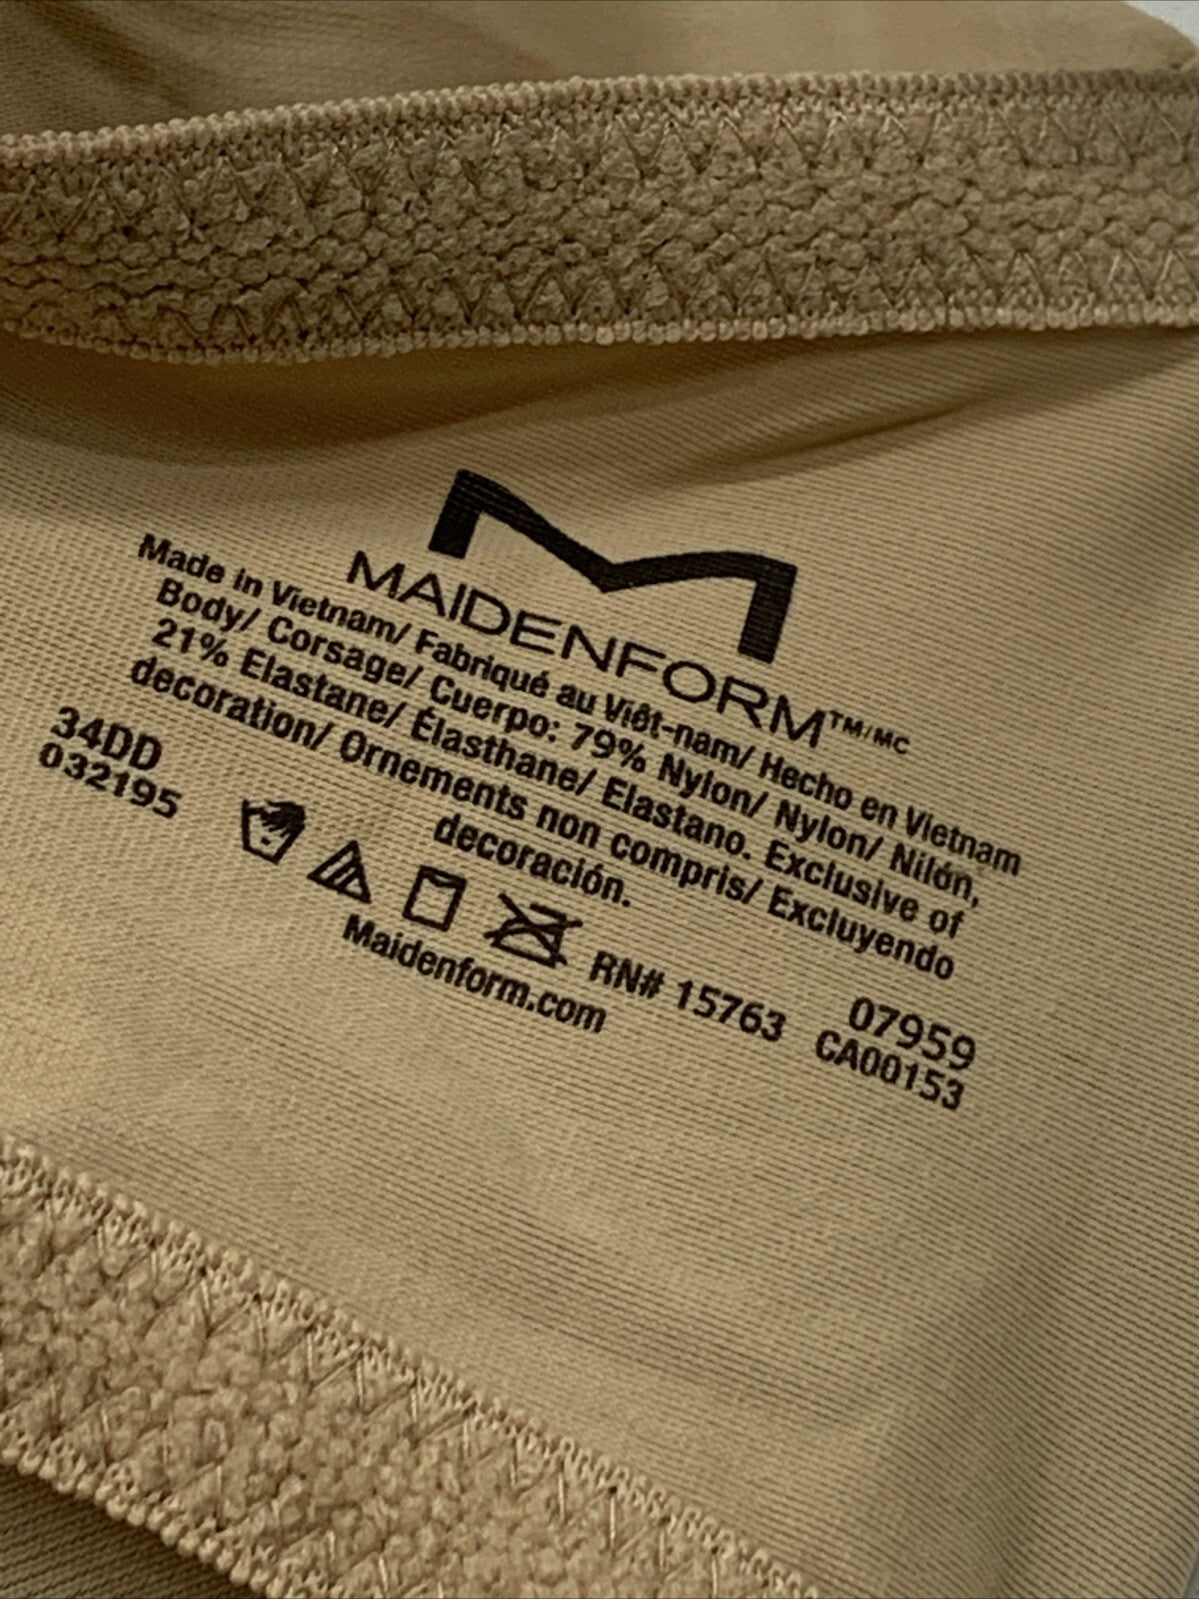 MAIDENFORM™/MC
Made in Vietnam/ Fabriqué au Viêt-nam/ Hecho en Vietnam
Body/ Corsage/ Cuerpo: 79% Nylon/ Nylon/ Nilón,
21% Elastane/ Élasthane/ Elastano. Exclusive of
decoration/ Ornements non compris/ Excluyendo
decoración.
34DD
032195
RN# 15763
07959
CA00153
Maidenform.com